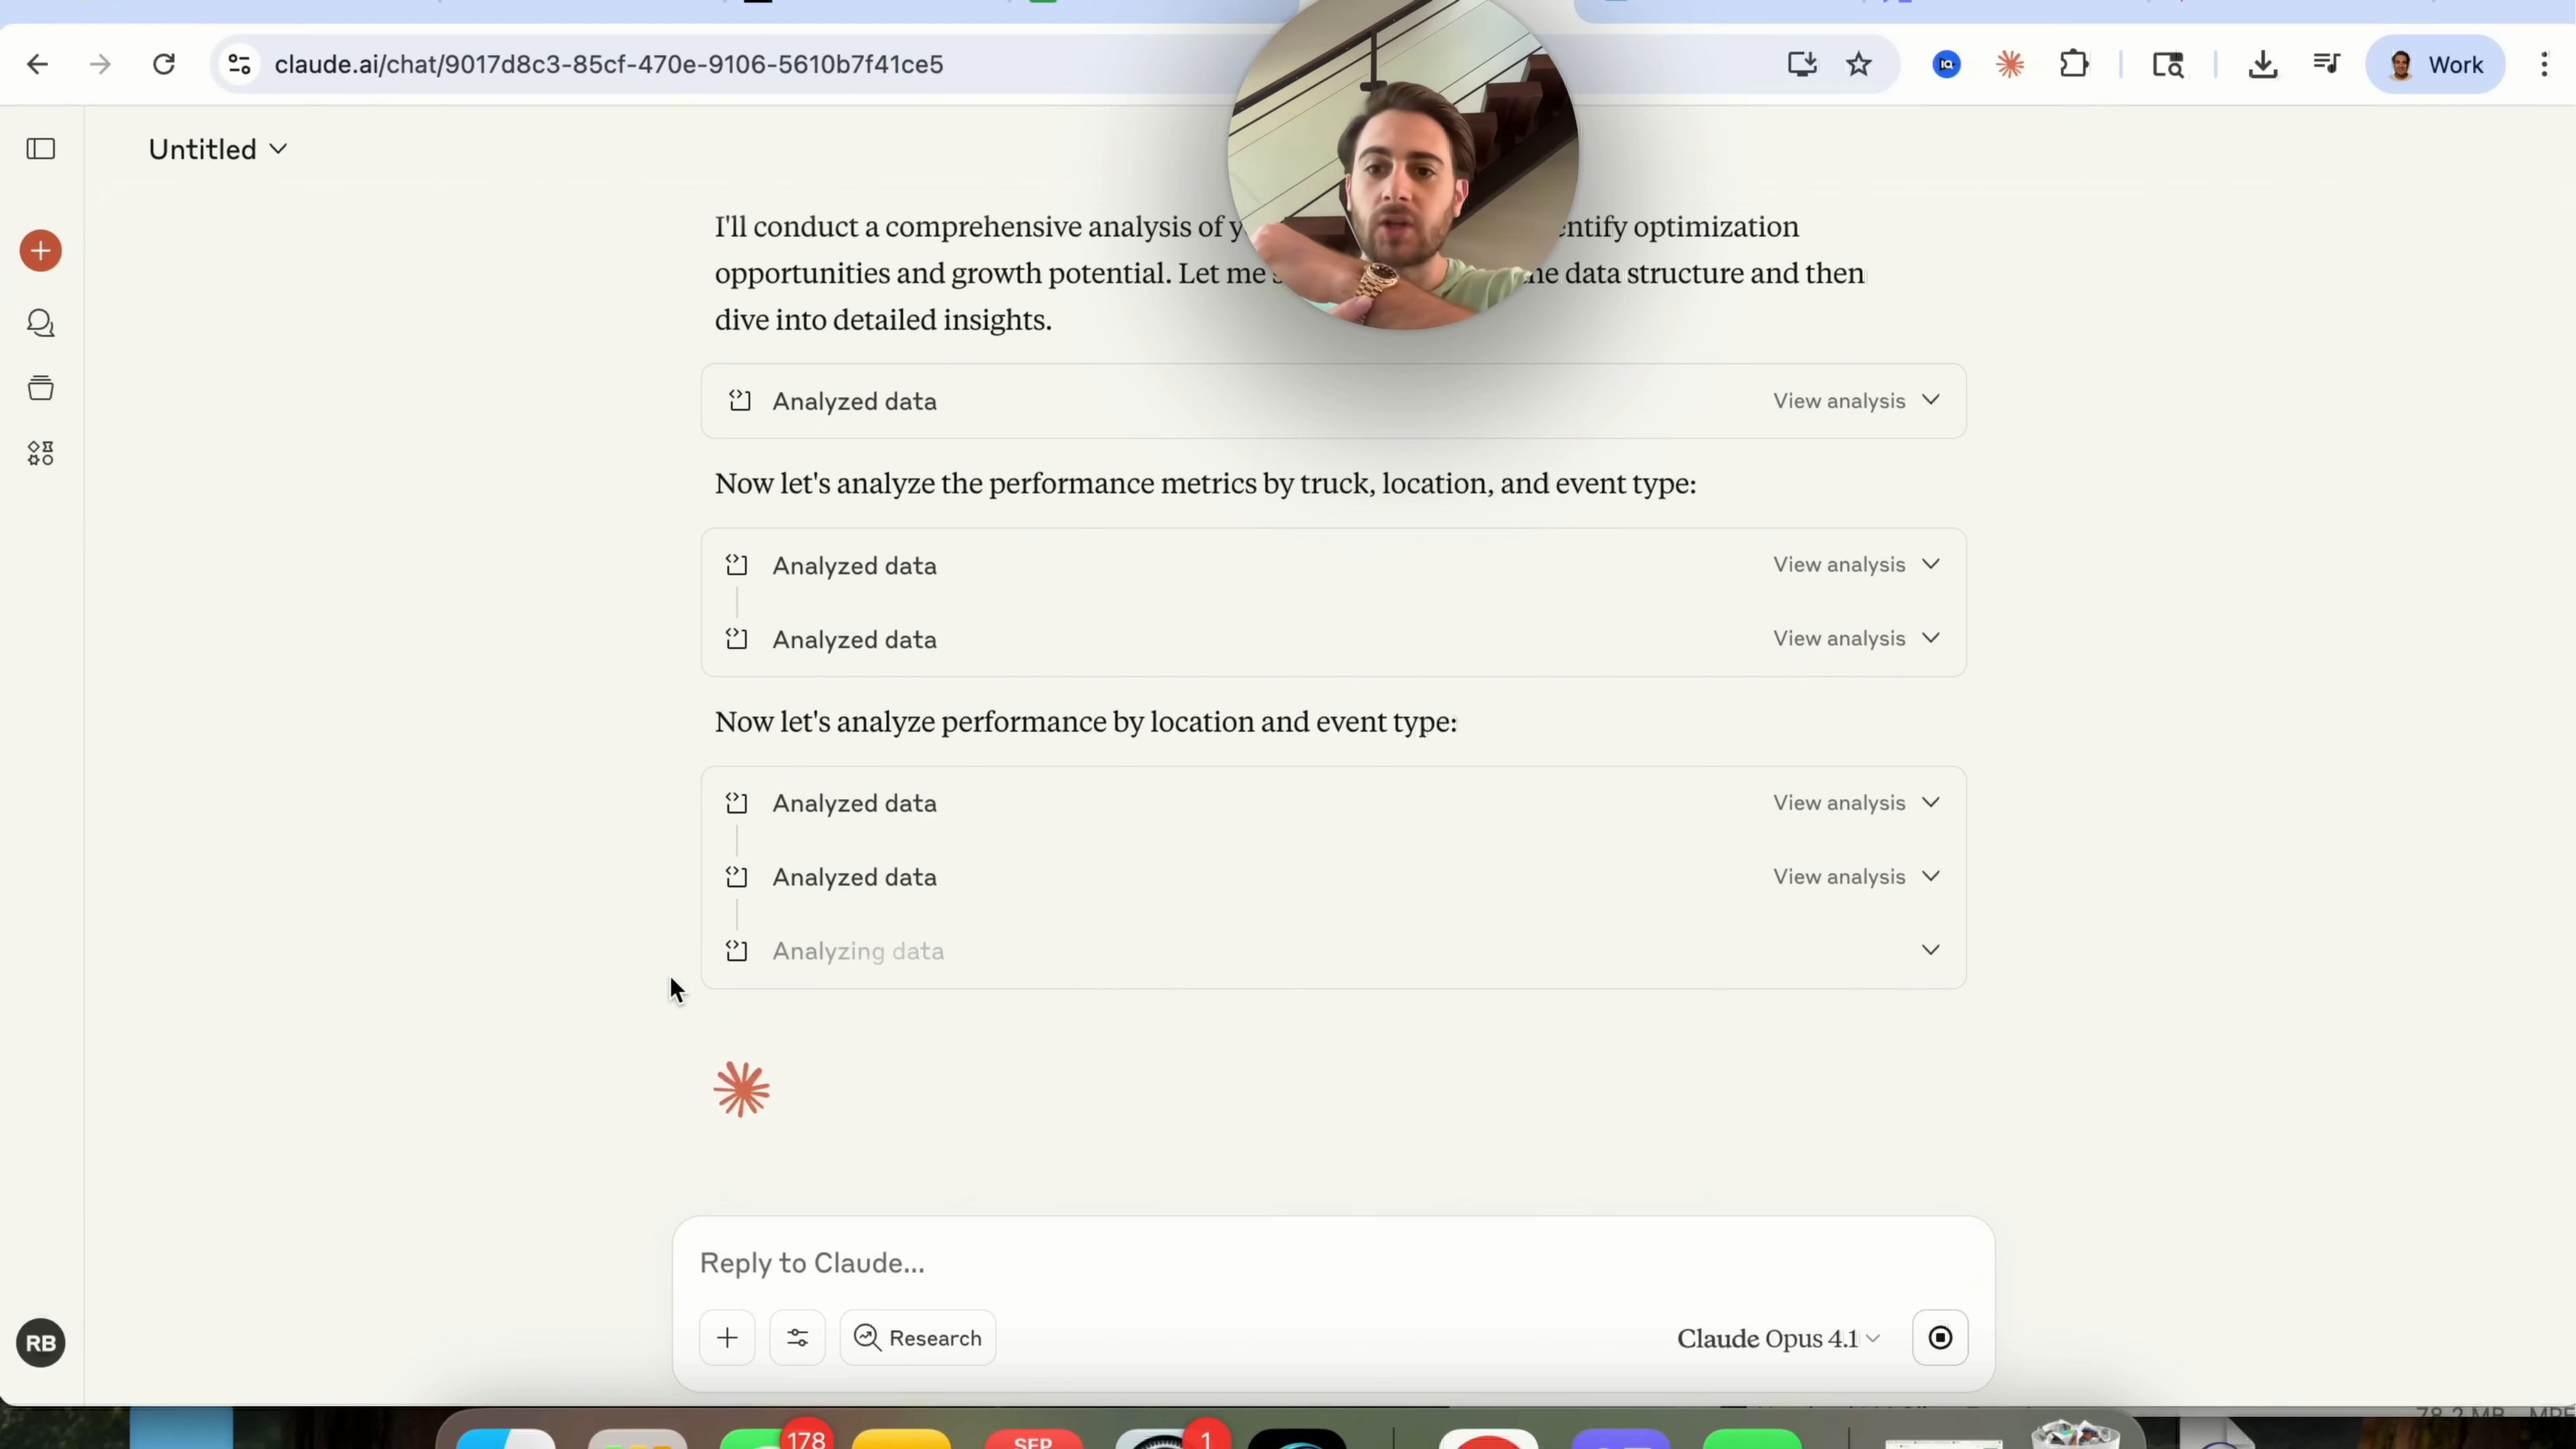 claude.ai/chat/9017d8c3-85cf-470e-9106-5610b7f41ce5
IQ
Work
Untitled
I'll conduct a comprehensive analysis of optimization
opportunities and growth potential. Let me data structure and then
dive into detailed insights.
Analyzed data View analysis
Now let's analyze the performance metrics by truck, location, and event type:
Analyzed data View analysis
Analyzed data View analysis
Now let's analyze performance by location and event type:
Analyzed data View analysis
Analyzed data View analysis
Analyzing data
Reply to Claude...
Research
Claude Opus 4.1
RB
178
SEP
1